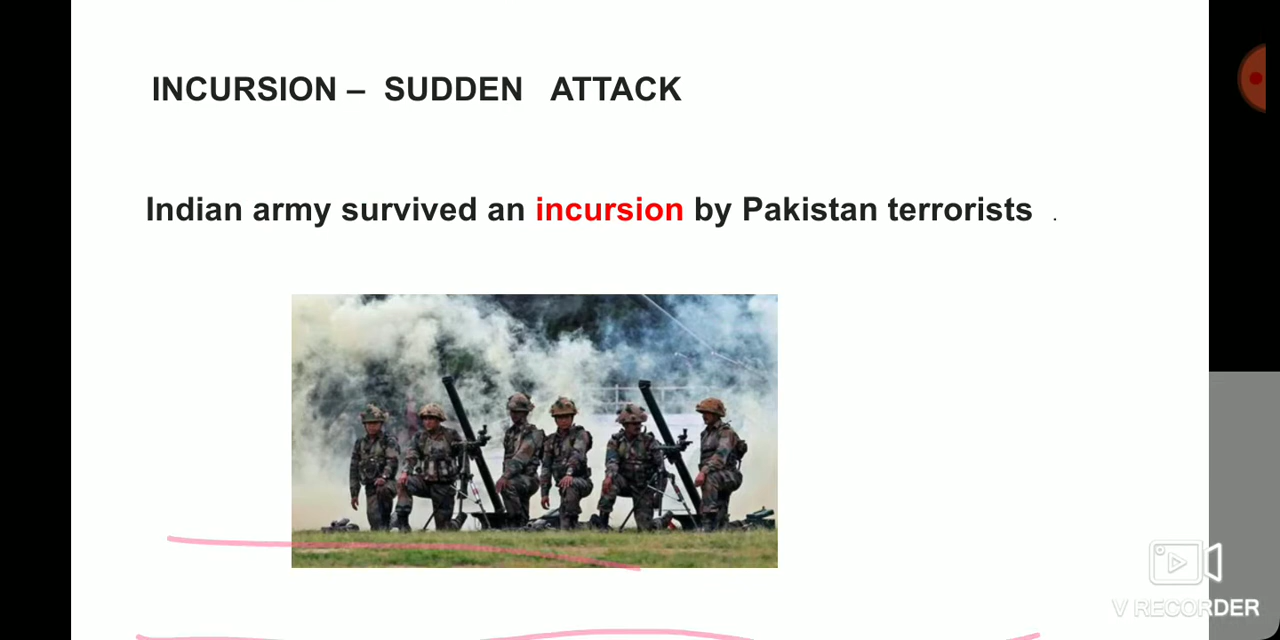 INCURSION – SUDDEN ATTACK
Indian army survived an incursion by Pakistan terrorists .
V RECORDER